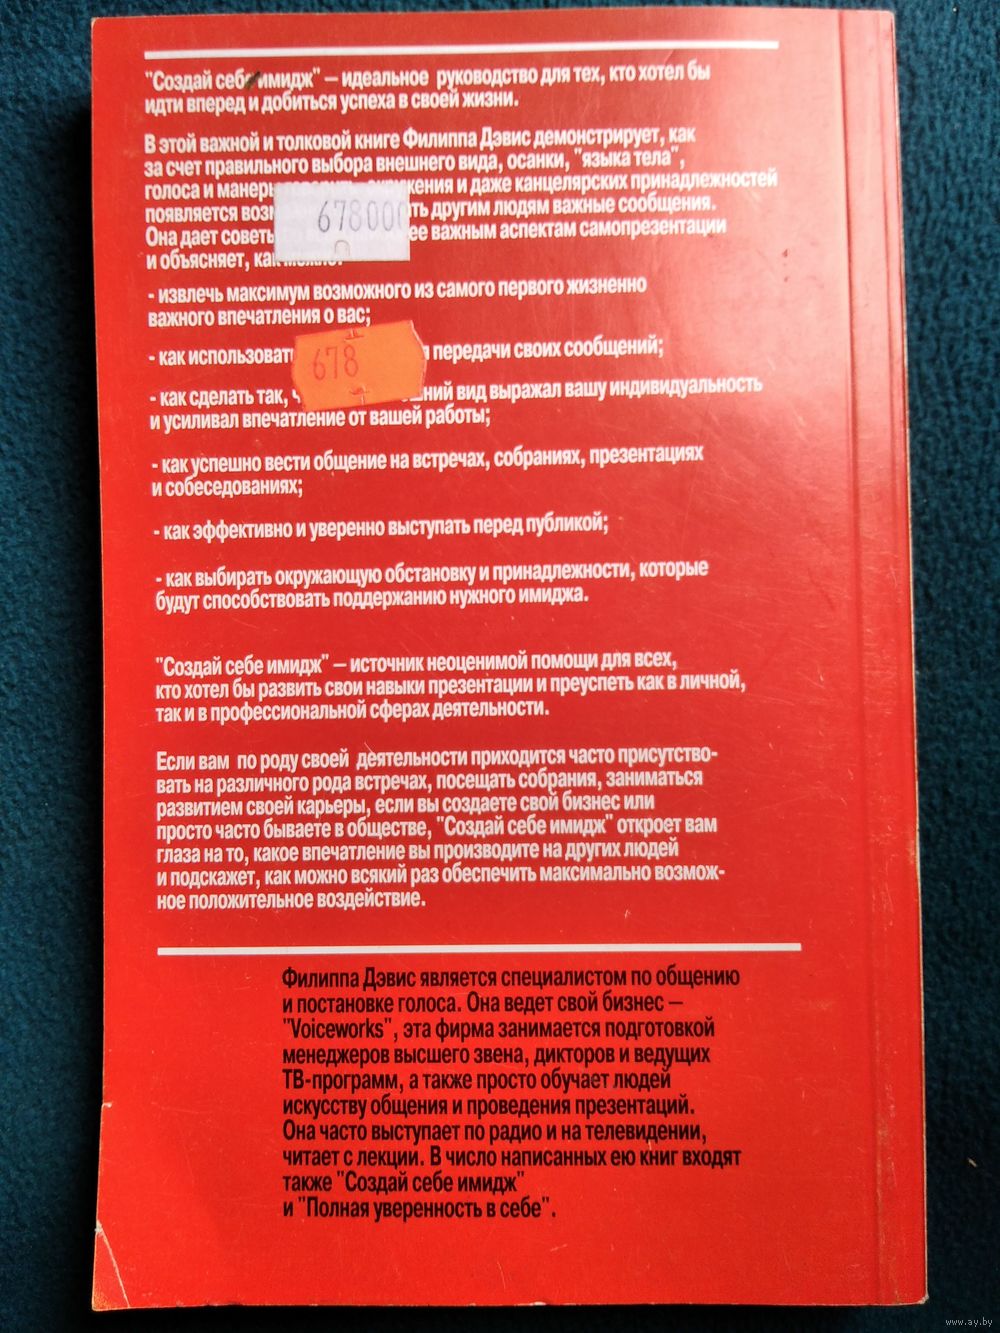 "Создай себе имидж" — идеальное руководство для тех, кто хотел бы
идти вперед и добиться успеха в своей жизни.
В этой важной и толковой книге Филиппа Дэвис демонстрирует, как
за счет правильного выбора внешнего вида, осанки, "языка тела",
голоса и и даже канцелярских принадлежностей
появляется другим людям важные сообщения.
Она дает советы важным аспектам самопрезентации
и объясняет, как
- извлечь максимум возможного из самого первого жизненно
важного впечатления о вас;
- как передачи своих сообщений;
- как сделать так, вид выражал вашу индивидуальность
и усиливал впечатление от вашей работы;
- как успешно вести общение на встречах, собраниях, презентациях
и собеседованиях;
- как эффективно и уверенно выступать перед публикой;
- как выбирать окружающую обстановку и принадлежности, которые
будут способствовать поддержанию нужного имиджа.
"Создай себе имидж" — источник неоценимой помощи для всех,
кто хотел бы развить свои навыки презентации и преуспеть как в личной,
так и в профессиональной сферах деятельности.
Если вам по роду своей деятельности приходится часто присутство-
вать на различного рода встречах, посещать собрания, заниматься
развитием своей карьеры, если вы создаете свой бизнес или
просто часто бываете в обществе, "Создай себе имидж" откроет вам
глаза на то, какое впечатление вы производите на других людей
и подскажет, как можно всякий раз обеспечить максимально возмож-
ное положительное воздействие.
Филиппа Дэвис является специалистом по общению
и постановке голоса. Она ведет свой бизнес —
"Voiceworks", эта фирма занимается подготовкой
менеджеров высшего звена, дикторов и ведущих
ТВ-программ, а также просто обучает людей
искусству общения и проведения презентаций.
Она часто выступает по радио и на телевидении,
читает с лекции. В число написанных ею книг входят
также "Создай себе имидж"
и "Полная уверенность в себе".
678000
678
www.ay.by